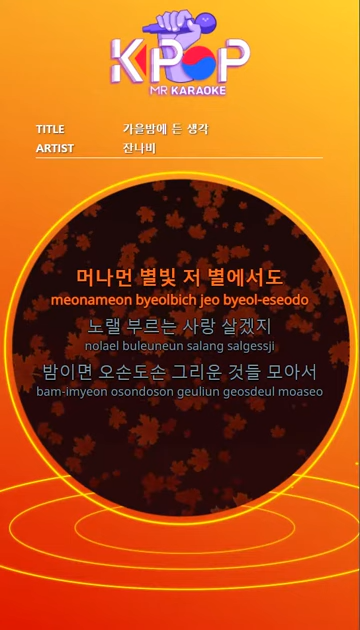 KPOP
MR KARAOKE
TITLE 가을밤에 든 생각
ARTIST 잔나비
머나먼 별빛 저 별에서도
meonameon byeolbich jeo byeol-eseodo
노랠 부르는 사랑 살겠지
nolael buleuneun salang salgessji
밤이면 오손도손 그리운 것들 모아서
bam-imyeon osondoson geuliun geosdeul moaseo